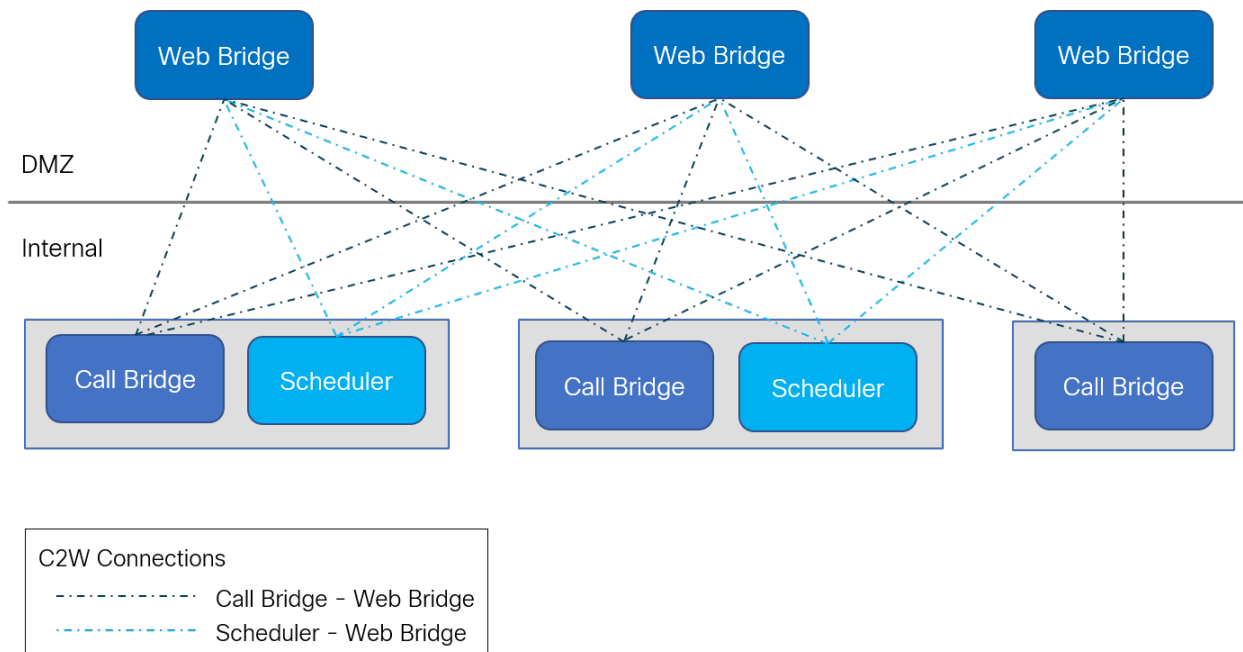 Web Bridge
Web Bridge
Web Bridge
DMZ
Internal
Call Bridge
Scheduler
Call Bridge
Scheduler
Call Bridge
C2W Connections
Call Bridge - Web Bridge
Scheduler - Web Bridge